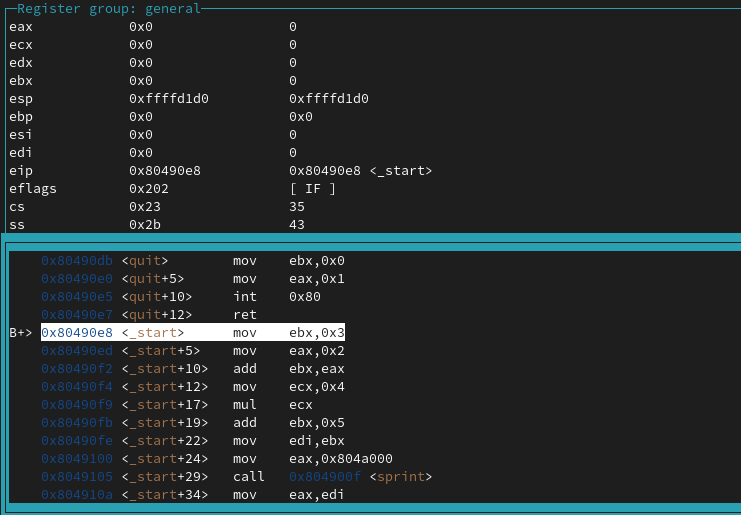 Register group: general
eax 0x0 0
ecx 0x0 0
edx 0x0 0
ebx 0x0 0
esp 0xffffd1d0 0xffffd1d0
ebp 0x0 0x0
esi 0x0 0
edi 0x0 0
eip 0x80490e8 0x80490e8 <_start>
eflags 0x202 [ IF ]
cs 0x23 35
ss 0x2b 43
0x80490db <quit> mov ebx,0x0
0x80490e0 <quit+5> mov eax,0x1
0x80490e5 <quit+10> int 0x80
0x80490e7 <quit+12> ret
B+> 0x80490e8 <_start> mov ebx,0x3
0x80490ed <_start+5> mov eax,0x2
0x80490f2 <_start+10> add ebx,eax
0x80490f4 <_start+12> mov ecx,0x4
0x80490f9 <_start+17> mul ecx
0x80490fb <_start+19> add ebx,0x5
0x80490fe <_start+22> mov edi,ebx
0x8049100 <_start+24> mov eax,0x804a000
0x8049105 <_start+29> call 0x804900f <sprint>
0x804910a <_start+34> mov eax,edi